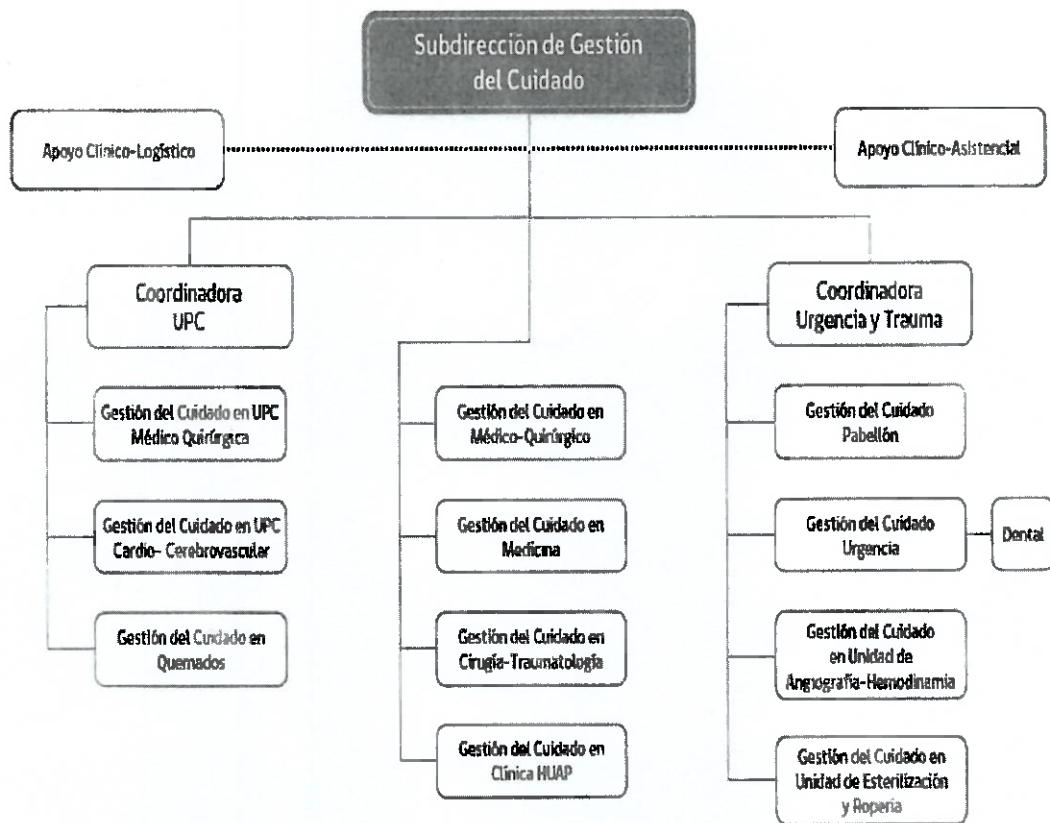 Subdirección de Gestión
del Cuidado
Apoyo Clínico-Logístico
Apoyo Clínico-Asistencial
Coordinadora
UPC
Coordinadora
Urgencia y Trauma
Gestión del Cuidado en UPC
Médico Quirúrgica
Gestión del Cuidado en
Médico-Quirúrgico
Gestión del Cuidado
Pabellón
Gestión del Cuidado en UPC
Cardio- Cerebrovascular
Gestión del Cuidado en
Medicina
Gestión del Cuidado
Urgencia
Dental
Gestión del Cuidado en
Quemados
Gestión del Cuidado en
Cirugía-Traumatología
Gestión del Cuidado
en Unidad de
Angiografía-Hemodinamia
Gestión del Cuidado en
Clínica HUAP
Gestión del Cuidado en
Unidad de Esterilización
y Ropería